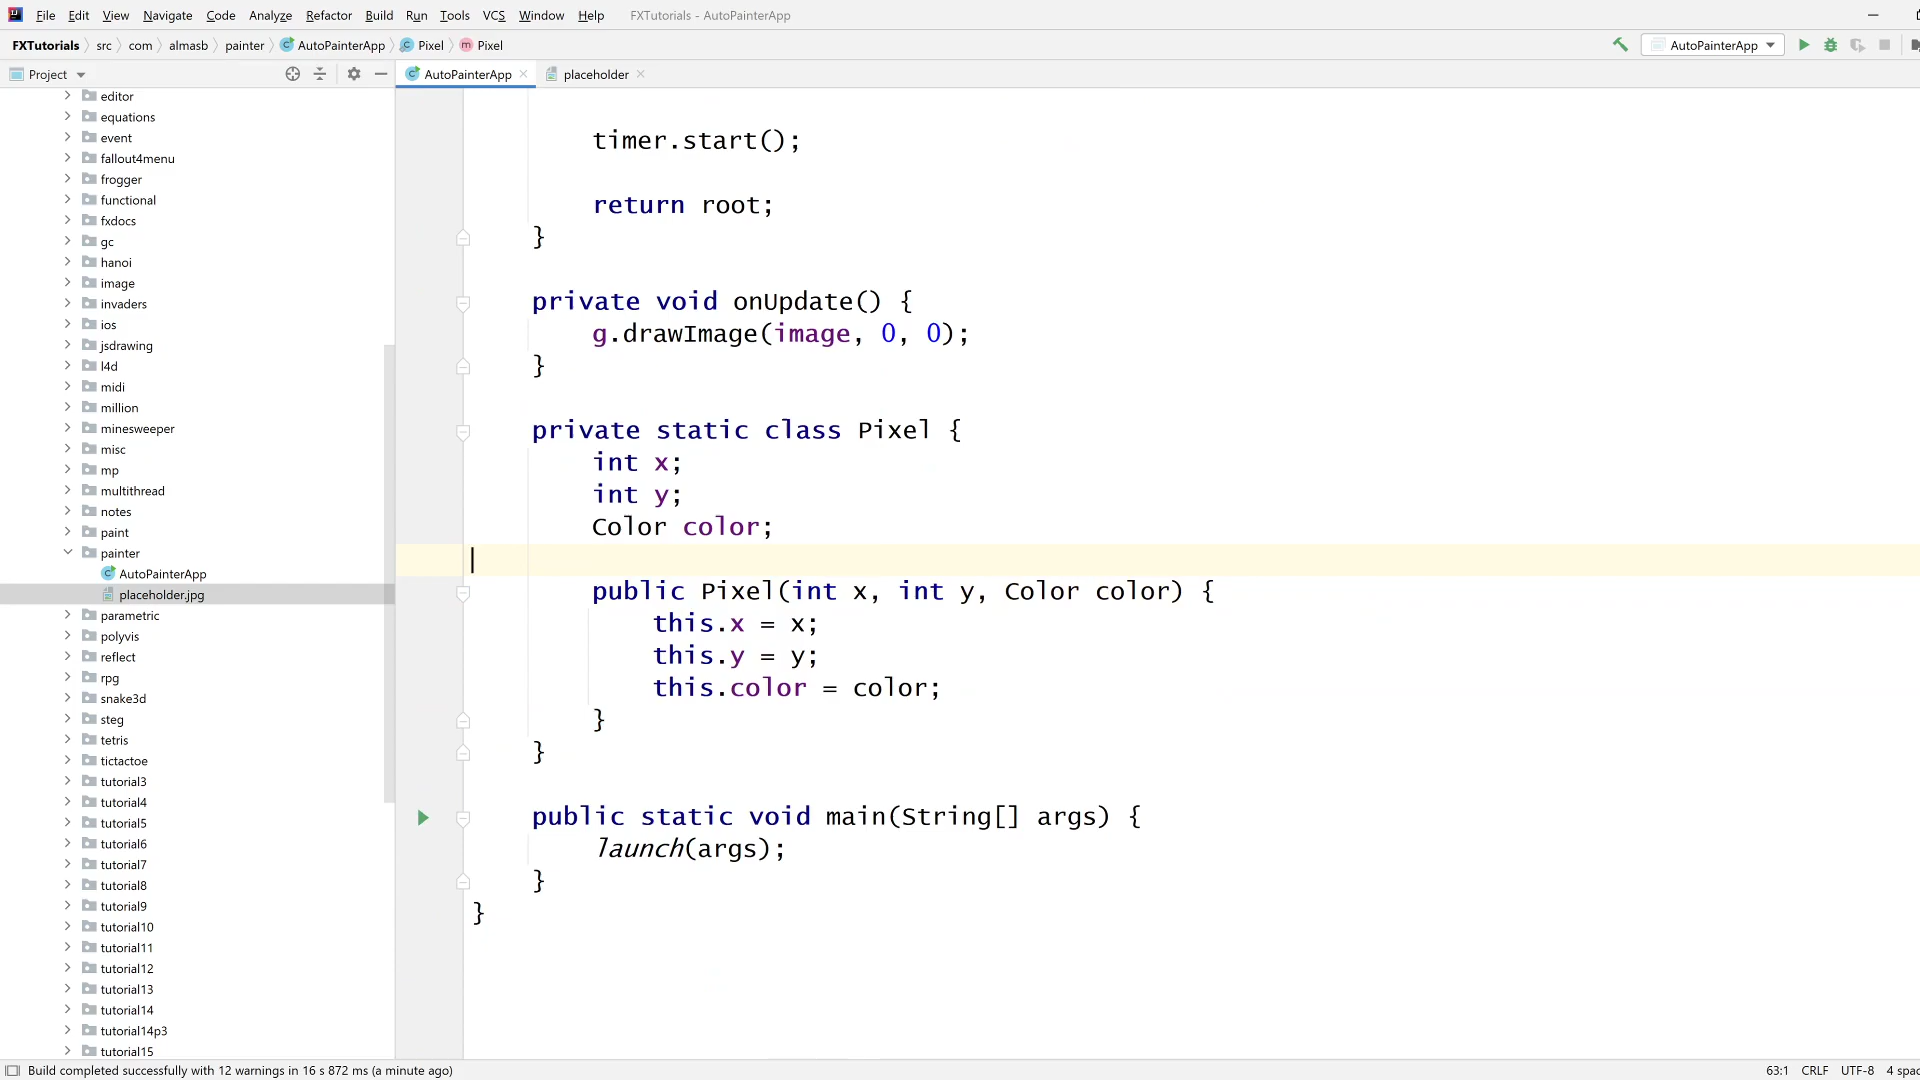 File Edit View Navigate Code Analyze Refactor Build Run Tools VCS Window Help FXTutorials - AutoPainterApp
FXTutorials src com almasb painter AutoPainterApp Pixel Pixel AutoPainterApp
Project AutoPainterApp placeholder
editor
equations
event
fallout4menu
frogger
functional
fxdocs
gc
hanoi
image
invaders
ios
jsdrawing
l4d
midi
million
minesweeper
misc
mp
multithread
notes
paint
painter
AutoPainterApp
placeholder.jpg
parametric
polyvis
reflect
rpg
snake3d
steg
tetris
tictactoe
tutorial3
tutorial4
tutorial5
tutorial6
tutorial7
tutorial8
tutorial9
tutorial10
tutorial11
tutorial12
tutorial13
tutorial14
tutorial14p3
tutorial15
timer.start();
return root;
}
private void onUpdate() {
g.drawImage(image, 0, 0);
}
private static class Pixel {
int x;
int y;
Color color;
public Pixel(int x, int y, Color color) {
this.x = x;
this.y = y;
this.color = color;
}
}
public static void main(String[] args) {
launch(args);
}
}
Build completed successfully with 12 warnings in 16 s 872 ms (a minute ago) 63:1 CRLF UTF-8 4 spac